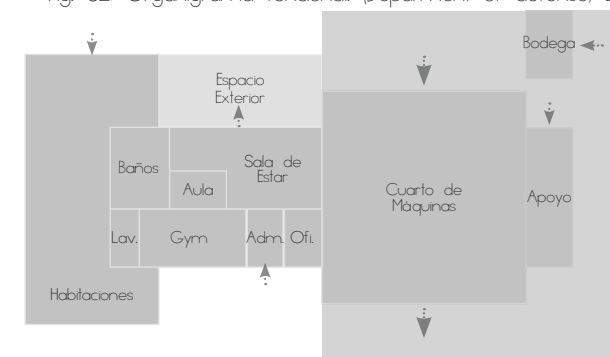 Bodega
Espacio
Exterior
Baños
Sala de
Estar
Aula
Cuarto de
Máquinas
Apoyo
Lav.
Gym
Adm.
Ofi.
Habitaciones